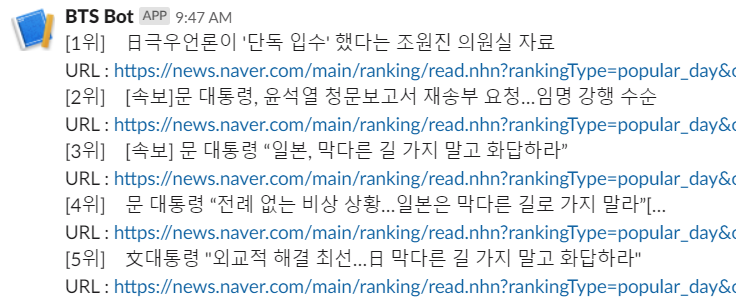 BTS Bot APP 9:47 AM
[1위] 日극우언론이 '단독 입수' 했다는 조원진 의원실 자료
URL : https://news.naver.com/main/ranking/read.nhn?rankingType=popular_day&
[2위] [속보]문 대통령, 윤석열 청문보고서 재송부 요청...임명 강행 수순
URL : https://news.naver.com/main/ranking/read.nhn?rankingType=popular_day&
[3위] [속보] 문 대통령 “일본, 막다른 길 가지 말고 화답하라”
URL : https://news.naver.com/main/ranking/read.nhn?rankingType=popular_day&
[4위] 문 대통령 “전례 없는 비상 상황...일본은 막다른 길로 가지 말라”[...
URL : https://news.naver.com/main/ranking/read.nhn?rankingType=popular_day&
[5위] 文대통령 "외교적 해결 최선...日 막다른 길 가지 말고 화답하라"
URL : https://news.naver.com/main/ranking/read.nhn?rankingType=popular_day&